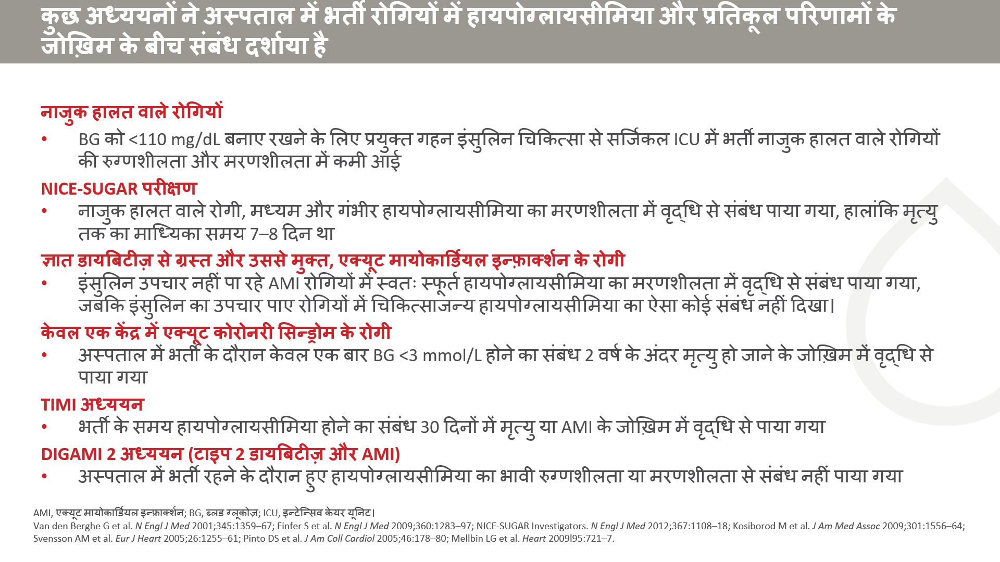 कुछ अध्ययनों ने अस्पताल में भर्ती रोगियों में हायपोग्लायसीमिया और प्रतिकूल परिणामों के
जोख़िम के बीच संबंध दर्शाया है
नाजुक हालत वाले रोगियों
• BG को <110 mg/dL बनाए रखने के लिए प्रयुक्त गहन इंसुलिन चिकित्सा से सर्जिकल ICU में भर्ती नाजुक हालत वाले रोगियों
की रुग्णशीलता और मरणशीलता में कमी आई
NICE-SUGAR परीक्षण
• नाजुक हालत वाले रोगी, मध्यम और गंभीर हायपोग्लायसीमिया का मरणशीलता में वृद्धि से संबंध पाया गया, हालांकि मृत्यु
तक का माध्यिका समय 7–8 दिन था
ज्ञात डायबिटीज़ से ग्रस्त और उससे मुक्त, एक्यूट मायोकार्डियल इन्फ़ार्क्शन के रोगी
• इंसुलिन उपचार नहीं पा रहे AMI रोगियों में स्वतः स्फूर्त हायपोग्लायसीमिया का मरणशीलता में वृद्धि से संबंध पाया गया,
जबकि इंसुलिन का उपचार पाए रोगियों में चिकित्साजन्य हायपोग्लायसीमिया का ऐसा कोई संबंध नहीं दिखा।
केवल एक केंद्र में एक्यूट कोरोनरी सिन्ड्रोम के रोगी
• अस्पताल में भर्ती के दौरान केवल एक बार BG <3 mmol/L होने का संबंध 2 वर्ष के अंदर मृत्यु हो जाने के जोख़िम में वृद्धि से
पाया गया
TIMI अध्ययन
• भर्ती के समय हायपोग्लायसीमिया होने का संबंध 30 दिनों में मृत्यु या AMI के जोख़िम में वृद्धि से पाया गया
DIGAMI 2 अध्ययन (टाइप 2 डायबिटीज़ और AMI)
• अस्पताल में भर्ती रहने के दौरान हुए हायपोग्लायसीमिया का भावी रुग्णशीलता या मरणशीलता से संबंध नहीं पाया गया
AMI, एक्यूट मायोकार्डियल इन्फ़ार्क्शन; BG, ब्लड ग्लूकोज़; ICU, इन्टेन्सिव केयर यूनिट।
Van den Berghe G et al. N Engl J Med 2001;345:1359–67; Finfer S et al. N Engl J Med 2009;360:1283–97; NICE-SUGAR Investigators. N Engl J Med 2012;367:1108–18; Kosiborod M et al. J Am Med Assoc 2009;301:1556–64;
Svensson AM et al. Eur J Heart 2005;26:1255–61; Pinto DS et al. J Am Coll Cardiol 2005;46:178–80; Mellbin LG et al. Heart 2009l95:721–7.